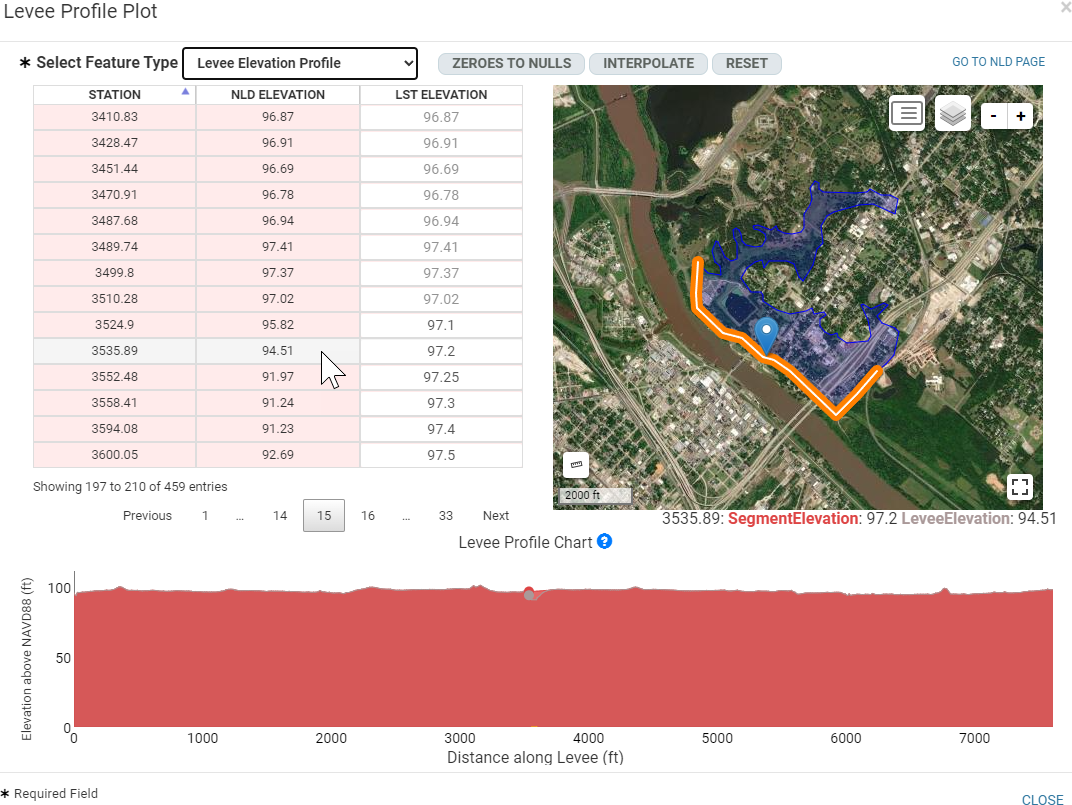 Levee Profile Plot
×
✱ Select Feature Type Levee Elevation Profile ZEROES TO NULLS INTERPOLATE RESET GO TO NLD PAGE
STATION NLD ELEVATION LST ELEVATION
3410.83 96.87 96.87
3428.47 96.91 96.91
3451.44 96.69 96.69
3470.91 96.78 96.78
3487.68 96.94 96.94
3489.74 97.41 97.41
3499.8 97.37 97.37
3510.28 97.02 97.02
3524.9 95.82 97.1
3535.89 94.51 97.2
3552.48 91.97 97.25
3558.41 91.24 97.3
3594.08 91.23 97.4
3600.05 92.69 97.5
- +
2000 ft
Showing 197 to 210 of 459 entries
Previous 1 ... 14 15 16 ... 33 Next
3535.89: SegmentElevation: 97.2 LeveeElevation: 94.51
Levee Profile Chart ?
Elevation above NAVD88 (ft)
100
50
0
0 1000 2000 3000 4000 5000 6000 7000
Distance along Levee (ft)
✱ Required Field
CLOSE